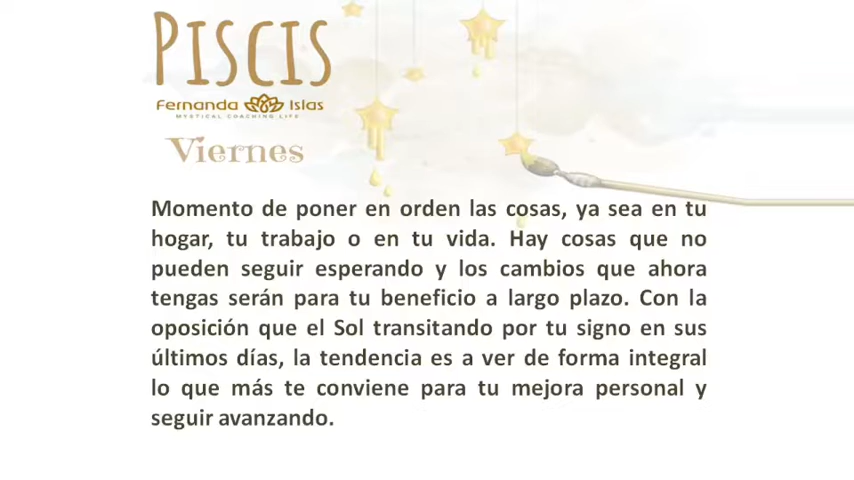 PISCIS
Fernanda Islas
MYSTICAL COACHING LIFE
Viernes
Momento de poner en orden las cosas, ya sea en tu
hogar, tu trabajo o en tu vida. Hay cosas que no
pueden seguir esperando y los cambios que ahora
tengas serán para tu beneficio a largo plazo. Con la
oposición que el Sol transitando por tu signo en sus
últimos días, la tendencia es a ver de forma integral
lo que más te conviene para tu mejora personal y
seguir avanzando.